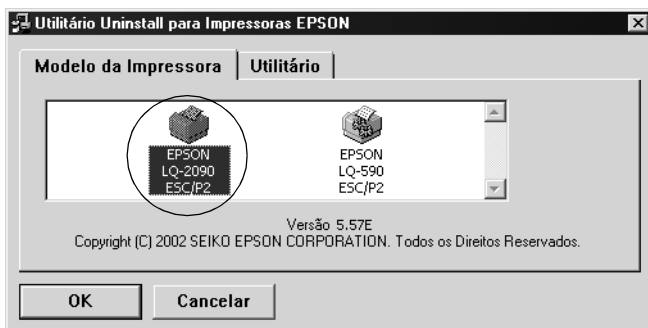 Utilitário Uninstall para Impressoras EPSON
Modelo da Impressora Utilitário
EPSON
LQ-2090
ESC/P2
EPSON
LQ-590
ESC/P2
Versão 5.57E
Copyright (C) 2002 SEIKO EPSON CORPORATION. Todos os Direitos Reservados.
OK Cancelar